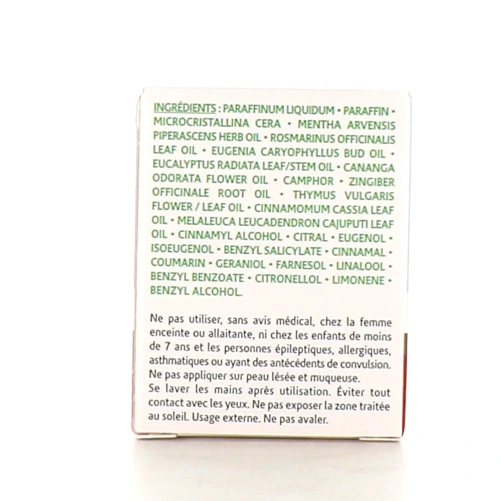 INGRÉDIENTS : PARAFFINUM LIQUIDUM • PARAFFIN •
MICROCRISTALLINA CERA • MENTHA ARVENSIS
PIPERASCENS HERB OIL • ROSMARINUS OFFICINALIS
LEAF OIL • EUGENIA CARYOPHYLLUS BUD OIL •
EUCALYPTUS RADIATA LEAF/STEM OIL • CANANGA
ODORATA FLOWER OIL • CAMPHOR • ZINGIBER
OFFICINALE ROOT OIL • THYMUS VULGARIS
FLOWER / LEAF OIL • CINNAMOMUM CASSIA LEAF
OIL • MELALEUCA LEUCADENDRON CAJUPUTI LEAF
OIL • CINNAMYL ALCOHOL • CITRAL • EUGENOL •
ISOEUGENOL • BENZYL SALICYLATE • CINNAMAL •
COUMARIN • GERANIOL • FARNESOL • LINALOOL •
BENZYL BENZOATE • CITRONELLOL • LIMONENE •
BENZYL ALCOHOL.
Ne pas utiliser, sans avis médical, chez la femme
enceinte ou allaitante, ni chez les enfants de moins
de 7 ans et les personnes épileptiques, allergiques,
asthmatiques ou ayant des antécédents de convulsion.
Ne pas appliquer sur peau lésée et muqueuse.
Se laver les mains après utilisation. Éviter tout
contact avec les yeux. Ne pas exposer la zone traitée
au soleil. Usage externe. Ne pas avaler.